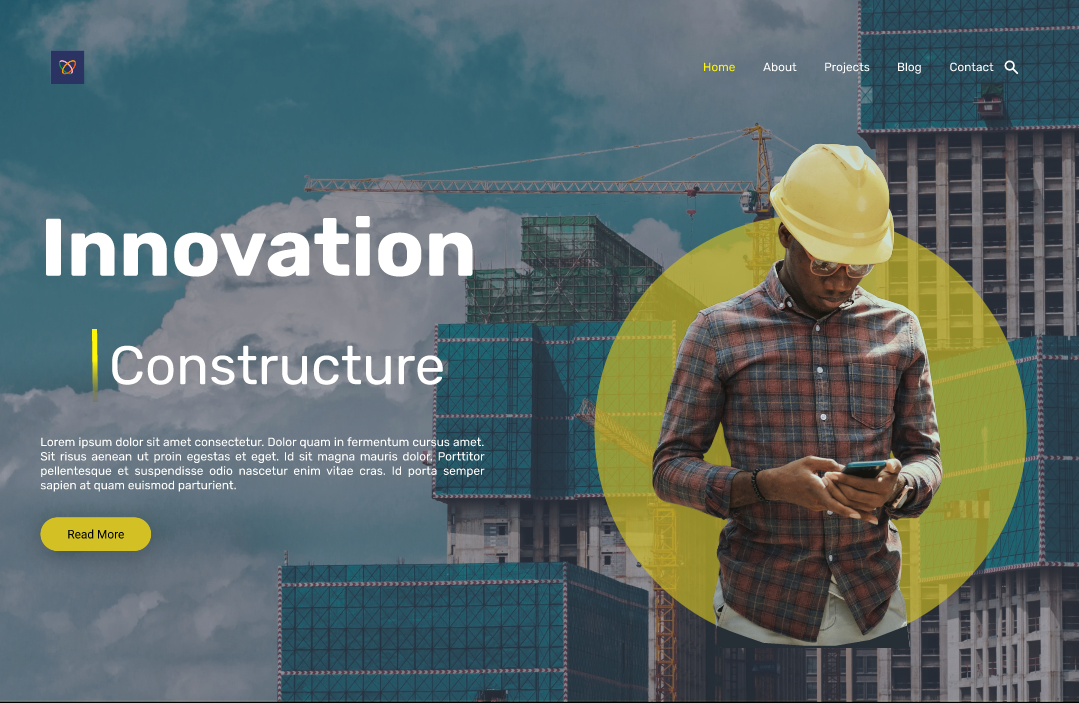 Home About Projects Blog Contact
Innovation
Constructure
Lorem ipsum dolor sit amet consectetur. Dolor quam in fermentum cursus amet.
Sit risus aenean ut proin egestas et eget. Id sit magna mauris dolor. Porttitor
pellentesque et suspendisse odio nascetur enim vitae cras. Id porta semper
sapien at quam euismod parturient.
Read More